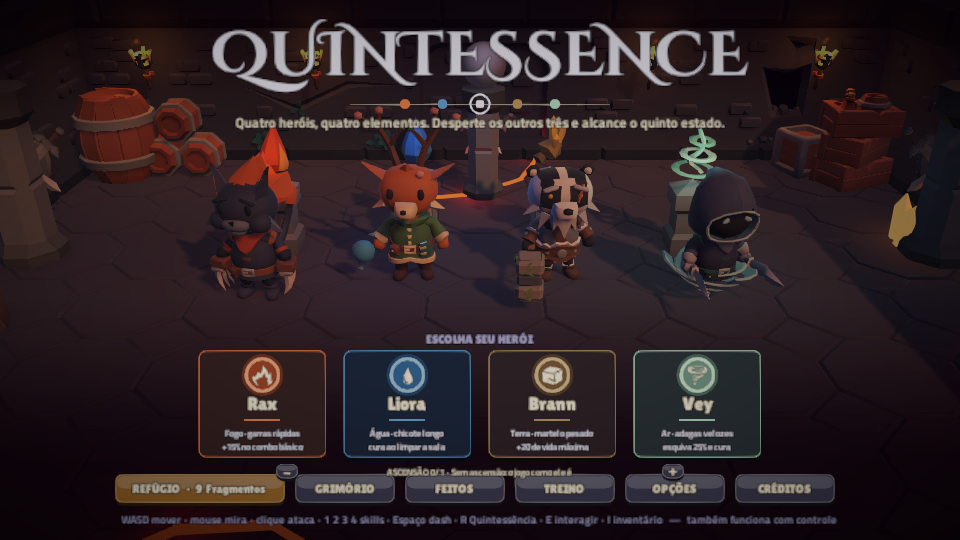 QUINTESSENCE
Quatro heróis, quatro elementos. Desperte os outros três e alcance o quinto estado.
ESCOLHA SEU HERÓI
Rax
Fogo · garras rápidas
+15% no combo básico
Liora
Água · chicote longo
cura ao limpar a sala
Brann
Terra · martelo pesado
+20 de vida máxima
Vey
Ar · adagas velozes
esquiva 25% e cura
ASCENSÃO 0/1 · Sem ascensão: o jogo como ele é
- +
REFÚGIO · 9 Fragmentos
GRIMÓRIO
FEITOS
TREINO
OPÇÕES
CRÉDITOS
WASD mover · mouse mira · clique ataca · 1 2 3 4 skills · Espaço dash · R Quintessência · E interagir · I inventário — também funciona com controle